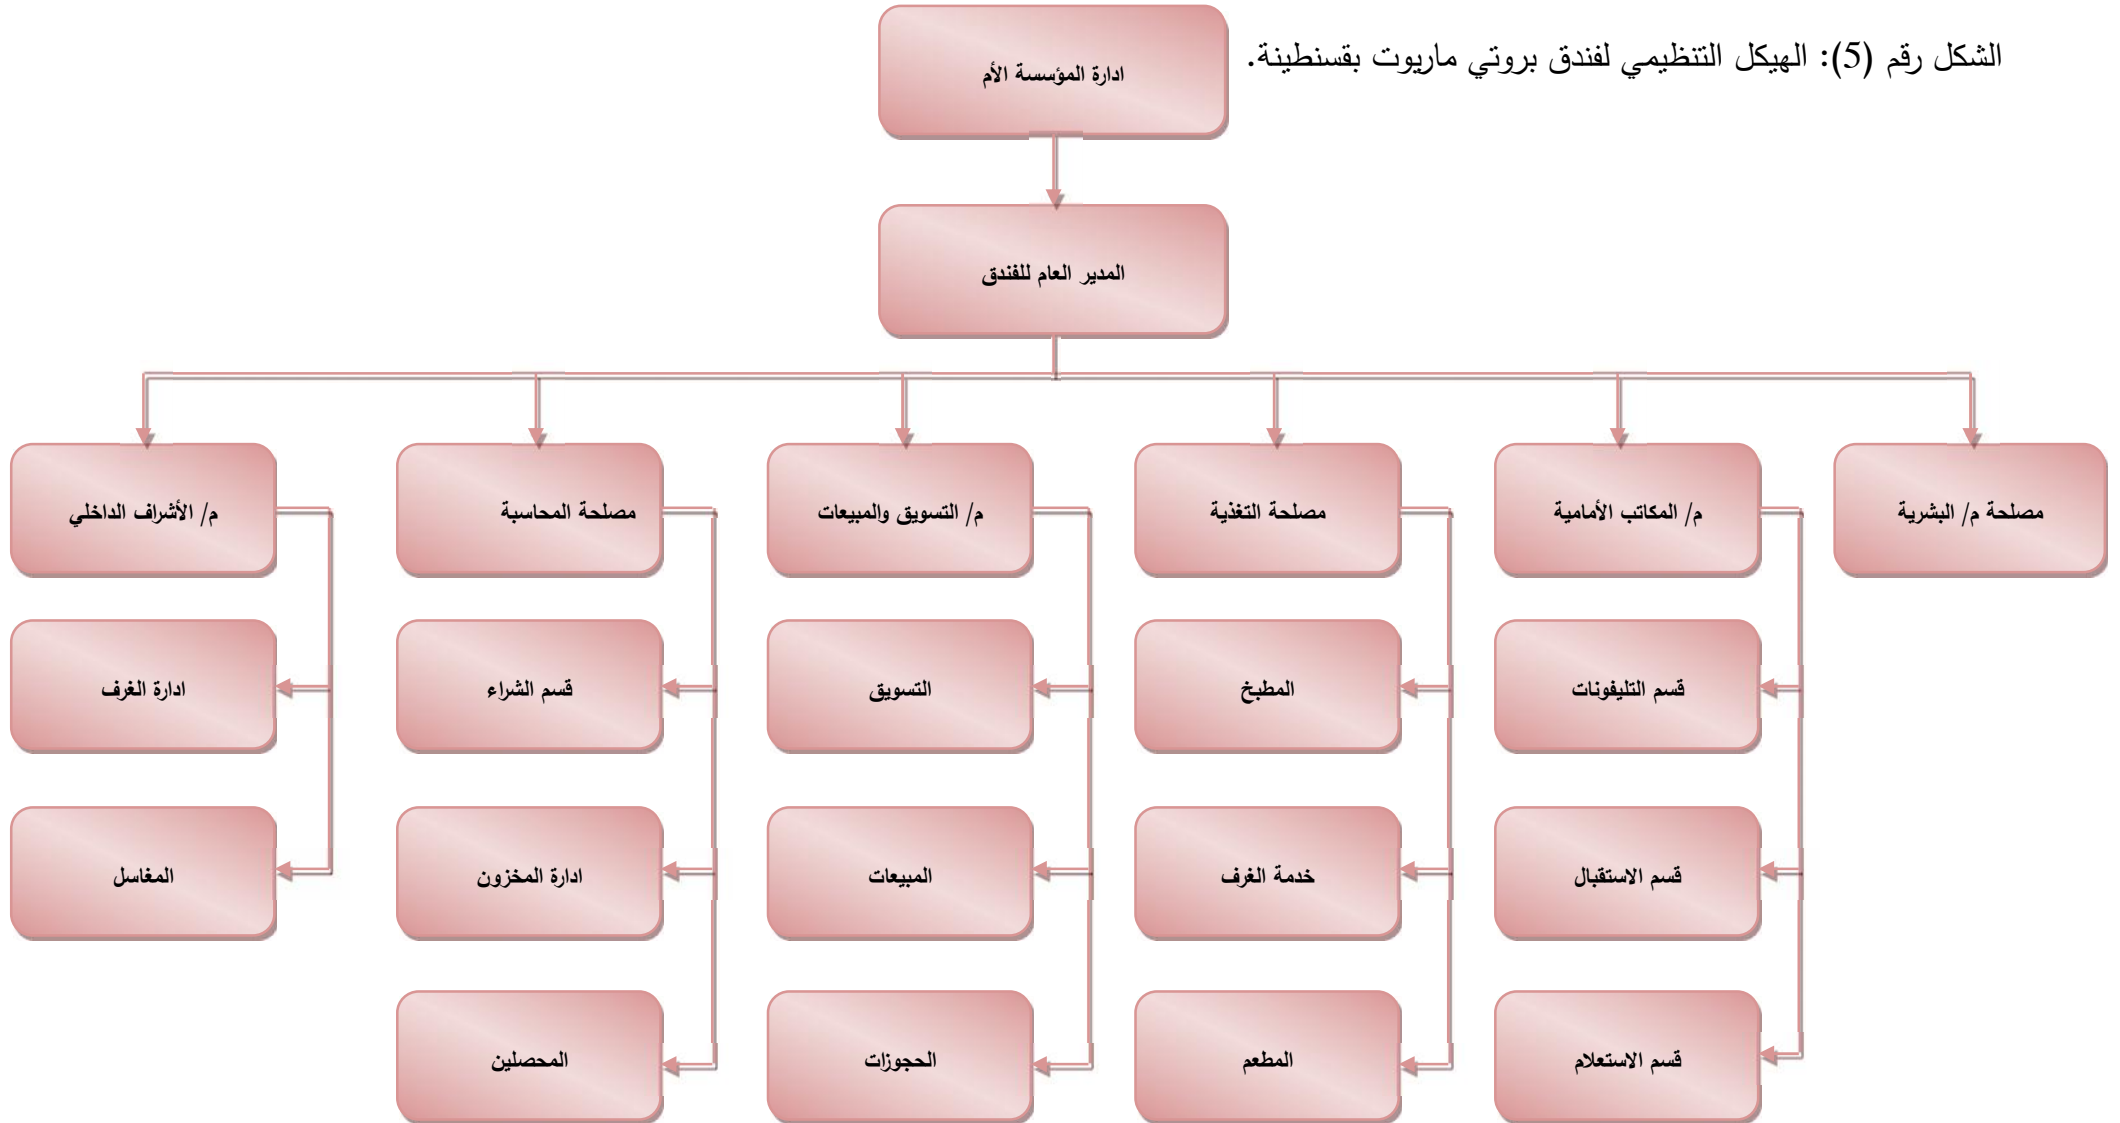 الشكل رقم (5): الهيكل التنظيمي لفندق بروتي ماريوت بقسنطينة.
ادارة المؤسسة الأم
المدير العام للفندق
مصلحة م/ البشرية
م/ المكاتب الأمامية
مصلحة التغذية
م/ التسويق والمبيعات
مصلحة المحاسبة
م/ الأشراف الداخلي
قسم التليفونات
المطبخ
التسويق
قسم الشراء
ادارة الغرف
قسم الاستقبال
خدمة الغرف
المبيعات
ادارة المخزون
المغاسل
قسم الاستعلام
المطعم
الحجوزات
المحصلين